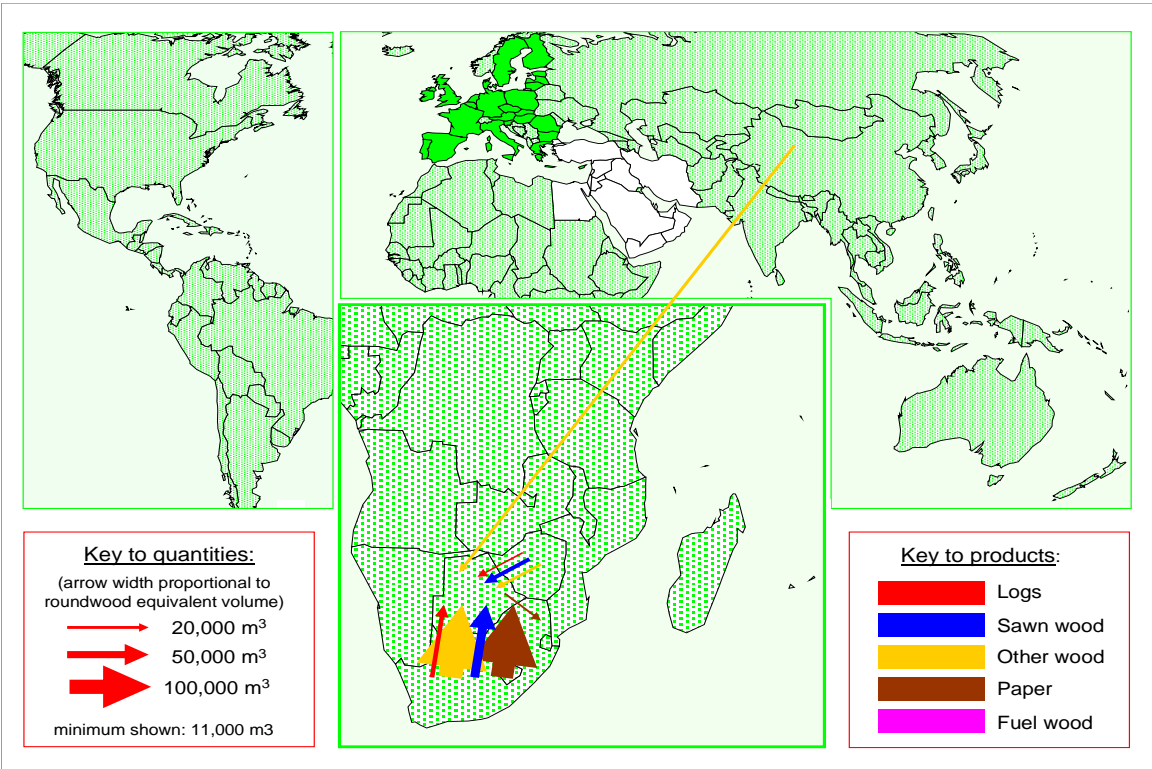 Key to quantities:
(arrow width proportional to
roundwood equivalent volume)
20,000 m³
50,000 m³
100,000 m³
minimum shown: 11,000 m3
Key to products:
Logs
Sawn wood
Other wood
Paper
Fuel wood